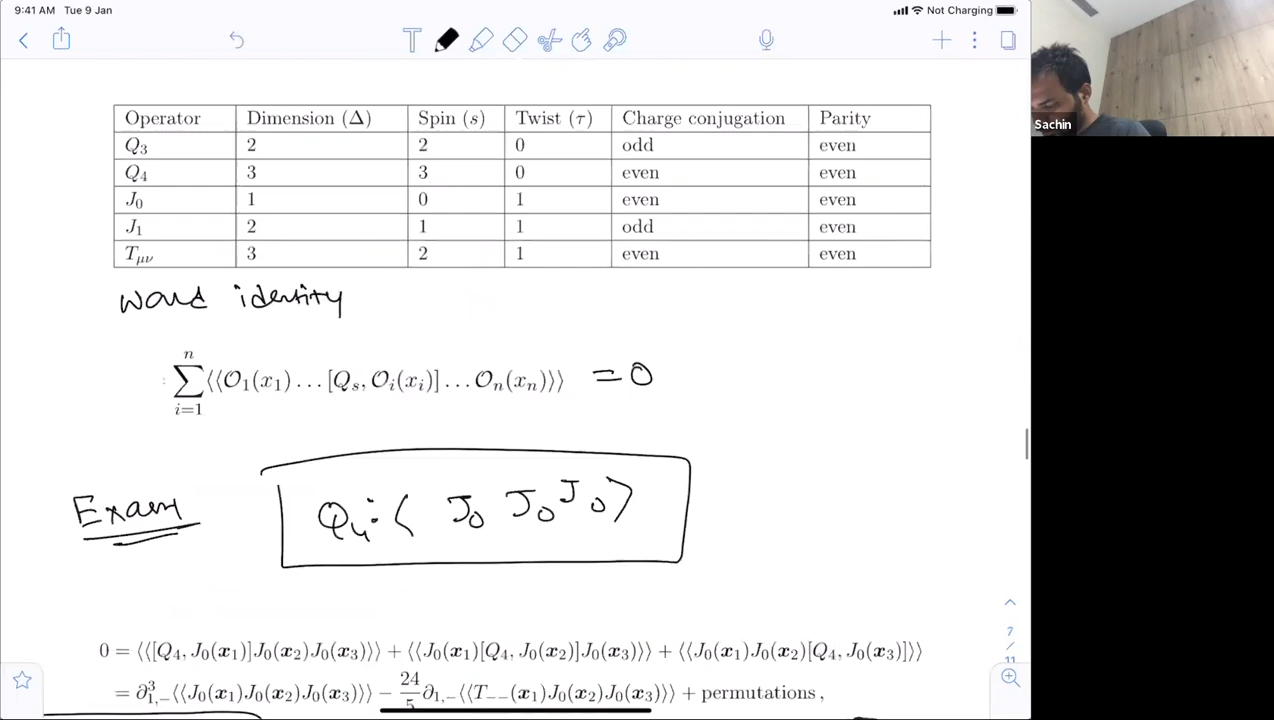 9:41 AM Tue 9 Jan
Not Charging
Sachin
Operator Dimension (Δ) Spin (s) Twist (τ) Charge conjugation Parity
Q₃ 2 2 0 odd even
Q₄ 3 3 0 even even
J₀ 1 0 1 even even
J₁ 2 1 1 odd even
Tμν 3 2 1 even even
Ward identity
∑ᵢ₌₁ⁿ⟨⟨𝒪₁(x₁) … [Qₛ, 𝒪ᵢ(xᵢ)] … 𝒪ₙ(xₙ)⟩⟩ = 0
Exam
Q₄: ⟨ J₀ J₀ J₀⟩
0 = ⟨⟨[Q₄, J₀(x₁)]J₀(x₂)J₀(x₃)⟩⟩ + ⟨⟨J₀(x₁)[Q₄, J₀(x₂)]J₀(x₃)⟩⟩ + ⟨⟨J₀(x₁)J₀(x₂)[Q₄, J₀(x₃)]⟩⟩
= ∂³₁,₋⟨⟨J₀(x₁)J₀(x₂)J₀(x₃)⟩⟩ − 24/5 ∂₁,₋⟨⟨T₋₋(x₁)J₀(x₂)J₀(x₃)⟩⟩ + permutations ,
7
/
11